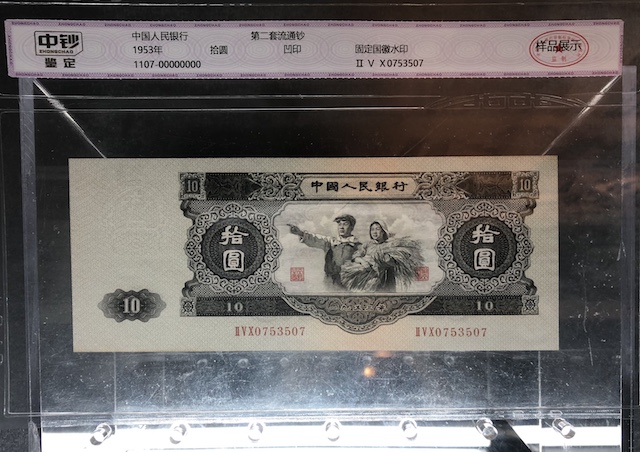 中钞
ZHONGCHAO
鉴定
中国人民银行 第二套流通钞
1953年 拾圆 凹印 固定国徽水印
1107-00000000 II V X0753507
样品展示
10 中國人民銀行 10
拾圓 拾圓
10 10 10
IIVX0753507 IIVX0753507